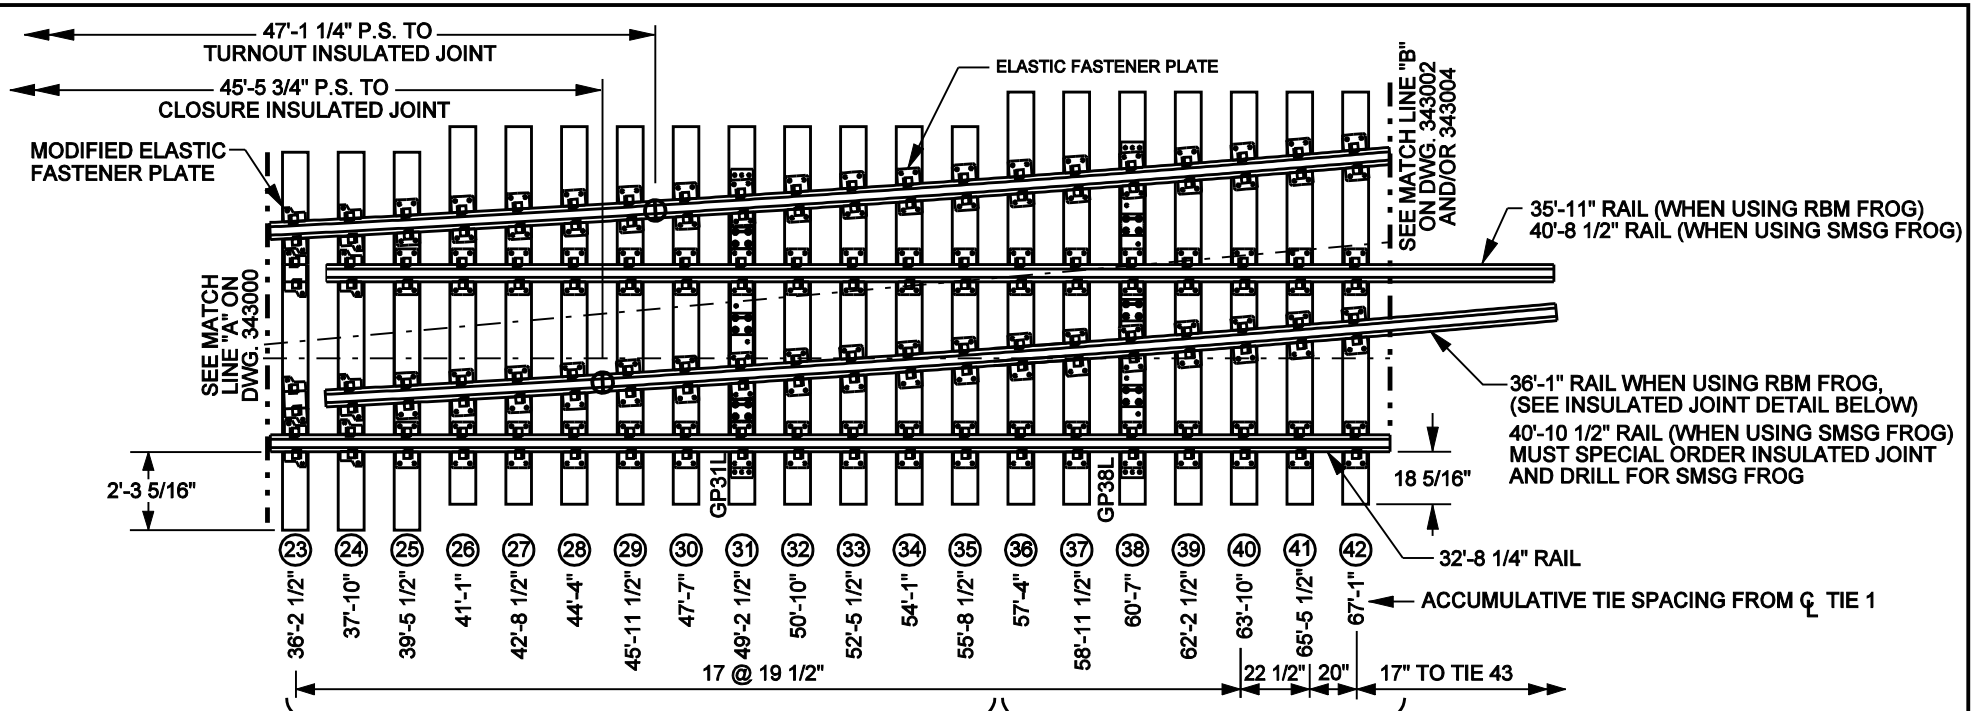 47'-1 1/4" P.S. TO
TURNOUT INSULATED JOINT
45'-5 3/4" P.S. TO
CLOSURE INSULATED JOINT
ELASTIC FASTENER PLATE
MODIFIED ELASTIC
FASTENER PLATE
SEE MATCH LINE "B"
ON DWG. 343002
AND/OR 343004
35'-11" RAIL (WHEN USING RBM FROG)
40'-8 1/2" RAIL (WHEN USING SMSG FROG)
SEE MATCH
LINE "A" ON
DWG. 343000
36'-1" RAIL WHEN USING RBM FROG,
(SEE INSULATED JOINT DETAIL BELOW)
40'-10 1/2" RAIL (WHEN USING SMSG FROG)
MUST SPECIAL ORDER INSULATED JOINT
AND DRILL FOR SMSG FROG
2'-3 5/16"
GP31L
GP38L
18 5/16"
23 24 25 26 27 28 29 30 31 32 33 34 35 36 37 38 39 40 41 42
32'-8 1/4" RAIL
36'-2 1/2"
37'-10"
39'-5 1/2"
41'-1"
42'-8 1/2"
44'-4"
45'-11 1/2"
47'-7"
49'-2 1/2"
50'-10"
52'-5 1/2"
54'-1"
55'-8 1/2"
57'-4"
58'-11 1/2"
60'-7"
62'-2 1/2"
63'-10"
65'-5 1/2"
67'-1"
ACCUMULATIVE TIE SPACING FROM ℄ TIE 1
17 @ 19 1/2"
22 1/2"
20"
17" TO TIE 43